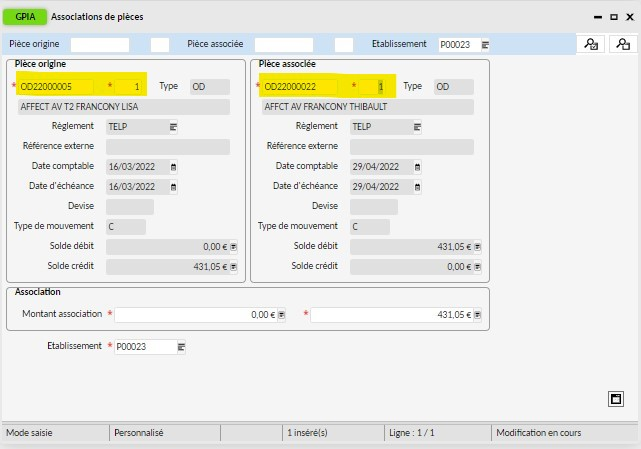 GPIA Associations de pièces
Pièce origine Pièce associée Etablissement P00023
Pièce origine
* OD22000005 * 1 Type OD
AFFECT AV T2 FRANCONY LISA
Règlement TELP
Référence externe
Date comptable 16/03/2022
Date d'échéance 16/03/2022
Devise
Type de mouvement C
Solde débit 0,00 €
Solde crédit 431,05 €
Pièce associée
* OD22000022 * 1 Type OD
AFFCT AV FRANCONY THIBAULT
Règlement TELP
Référence externe
Date comptable 29/04/2022
Date d'échéance 29/04/2022
Devise
Type de mouvement C
Solde débit 431,05 €
Solde crédit 0,00 €
Association
Montant association * 0,00 € * 431,05 €
Etablissement * P00023
Mode saisie Personnalisé 1 inséré(s) Ligne : 1 / 1 Modification en cours